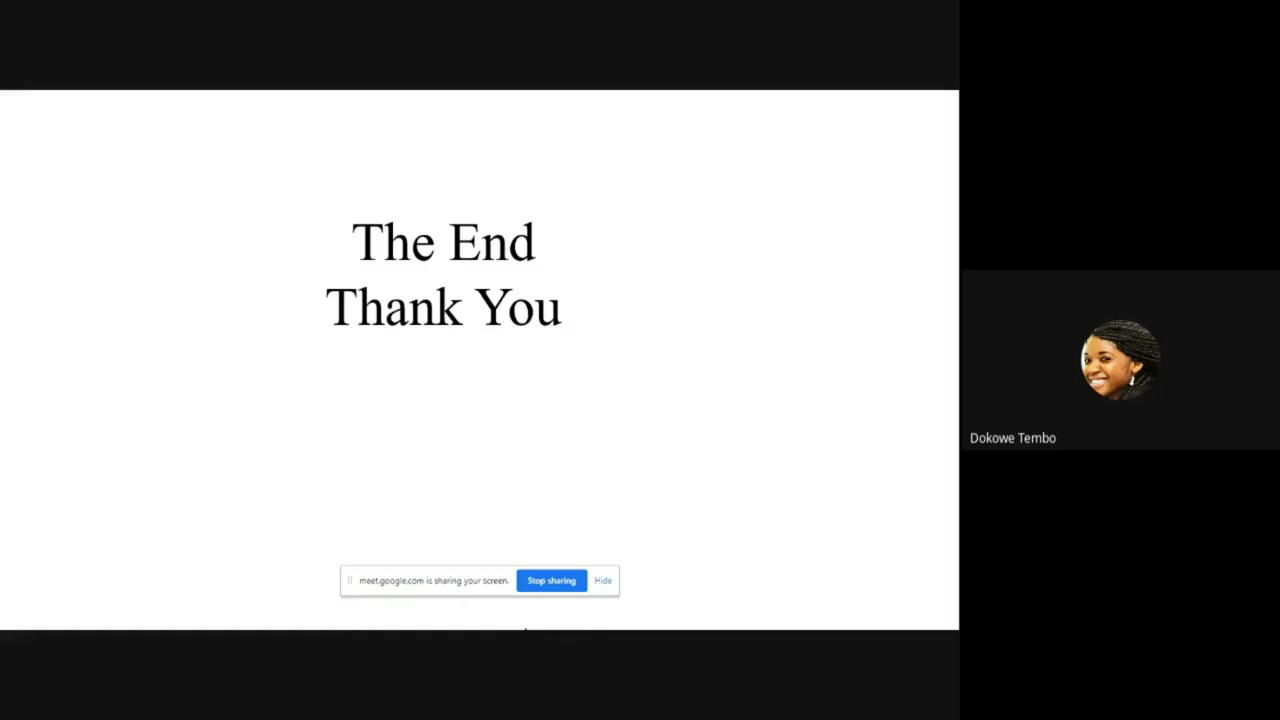 The End
Thank You
meet.google.com is sharing your screen. Stop sharing Hide
Dokowe Tembo